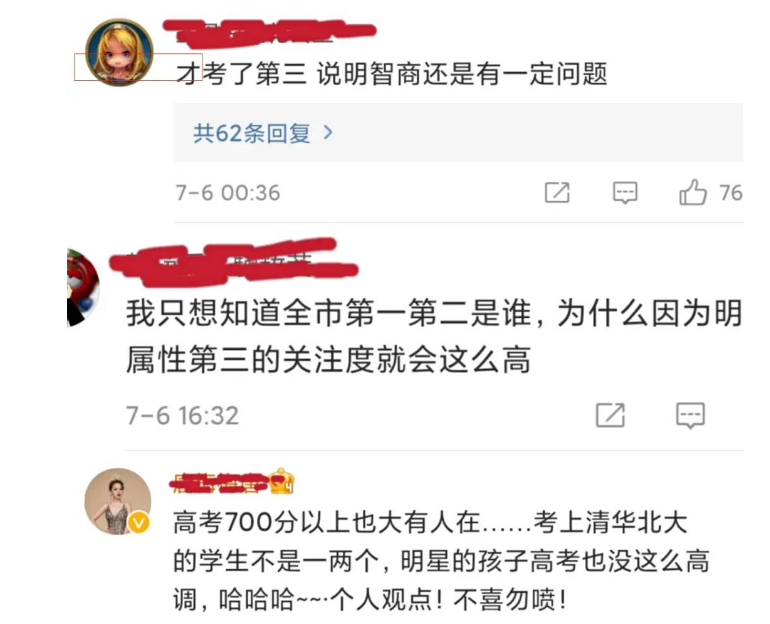 才考了第三 说明智商还是有一定问题
共62条回复 >
7-6 00:36
76
我只想知道全市第一第二是谁，为什么因为明
属性第三的关注度就会这么高
7-6 16:32
高考700分以上也大有人在……考上清华北大
的学生不是一两个，明星的孩子高考也没这么高
调，哈哈哈~~·个人观点！不喜勿喷！